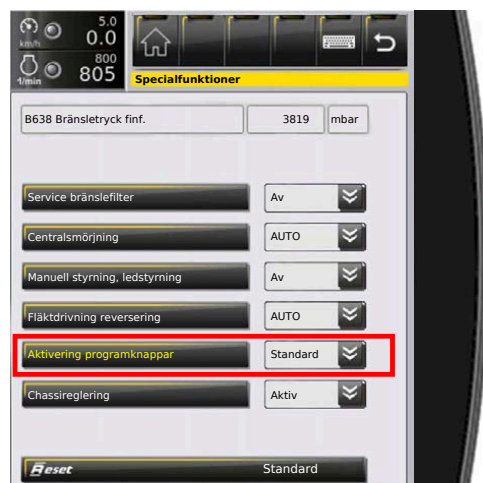 5.0
km/h 0.0
800
1/min 805
Specialfunktioner
B638 Bränsletryck finf. 3819 mbar
Service bränslefilter Av
Centralsmörjning AUTO
Manuell styrning, ledstyrning Av
Fläktdrivning reversering AUTO
Aktivering programknappar Standard
Chassireglering Aktiv
Reset Standard